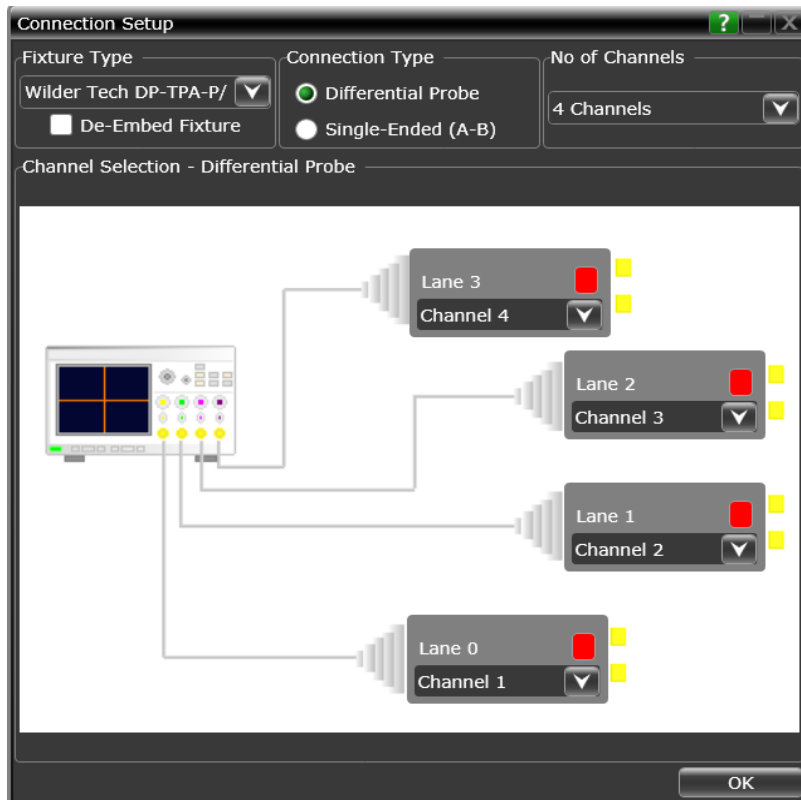 Connection Setup
?
X
Fixture Type
Wilder Tech DP-TPA-P/
De-Embed Fixture
Connection Type
Differential Probe
Single-Ended (A-B)
No of Channels
4 Channels
Channel Selection - Differential Probe
Lane 3
Channel 4
Lane 2
Channel 3
Lane 1
Channel 2
Lane 0
Channel 1
OK